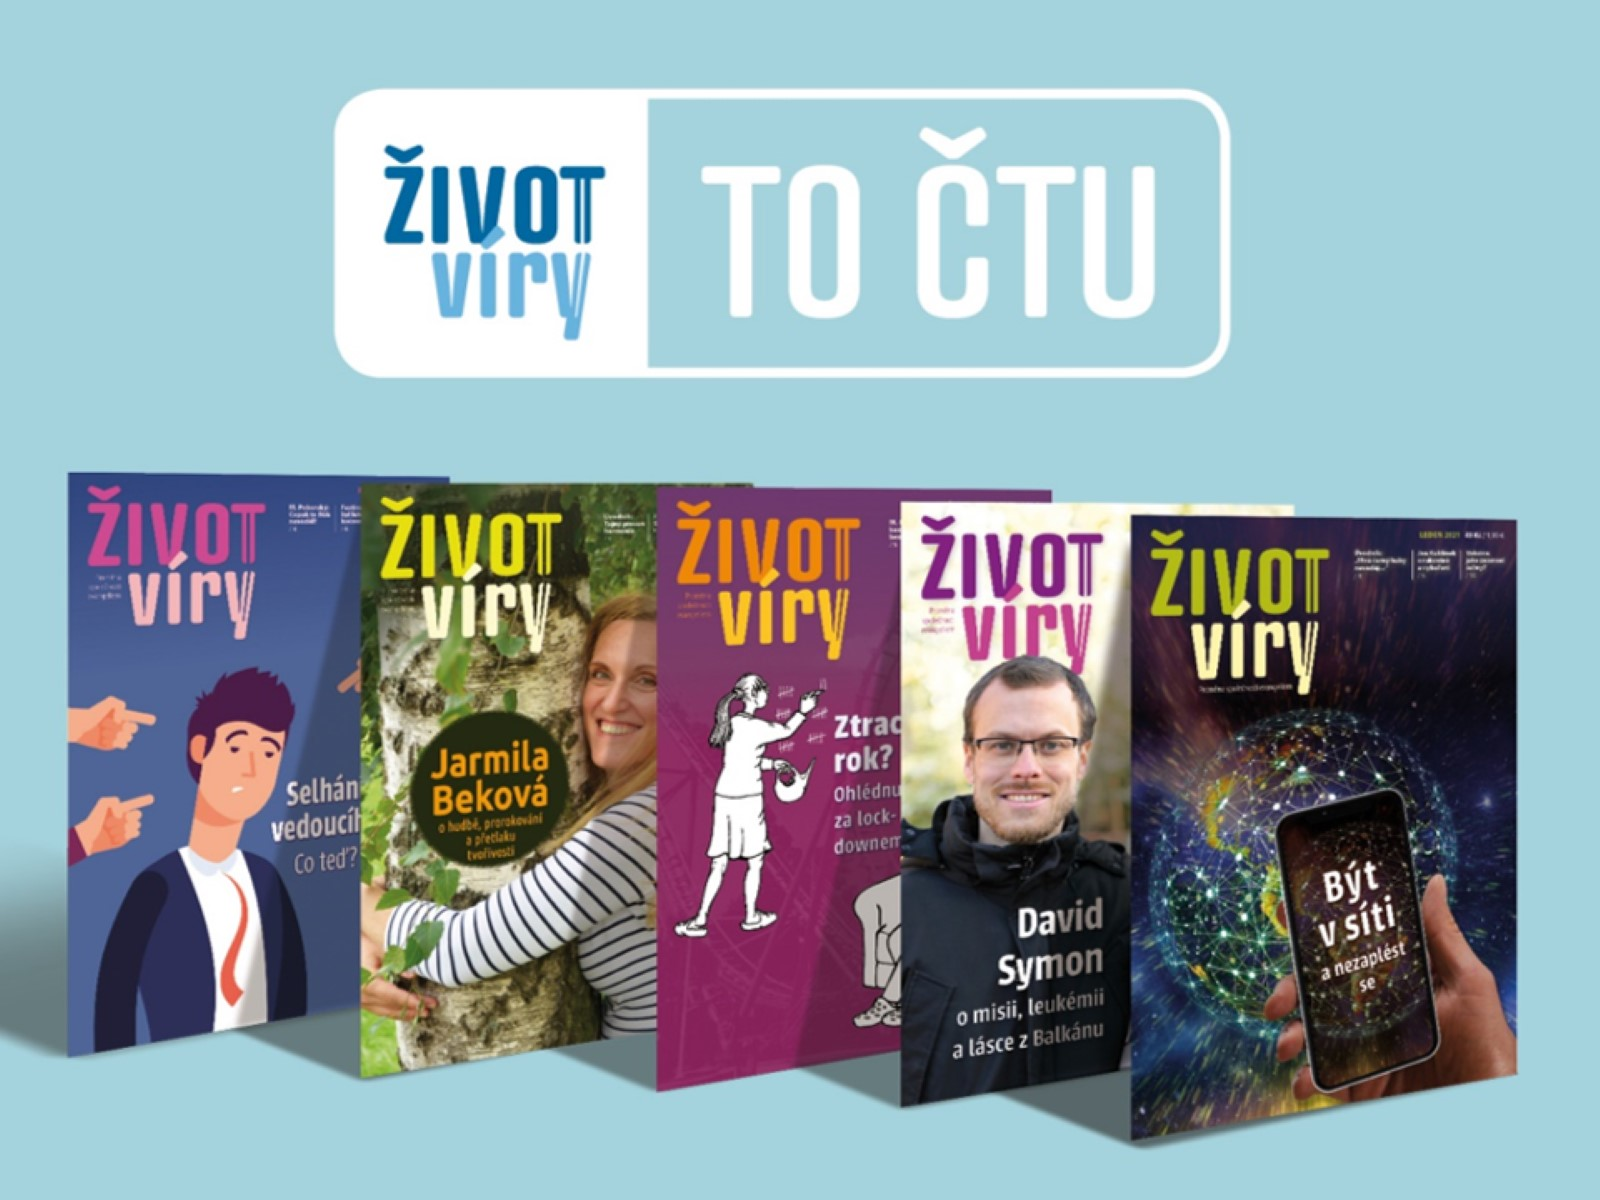 ŽIVOT
víry
TO ČTU
ŽIVOT
víry
Selhán
vedoucíh
Co teď?
ŽIVOT
víry
Jarmila
Beková
o hudbě, prorokování
a přetlaku
tvořivosti
ŽIVOT
víry
Ztrac
rok?
Ohlédnu
za lock-
downem
ŽIVOT
víry
David
Symon
o misii, leukémii
a lásce z Balkánu
LEDEN 2021
ŽIVOT
víry
Být
v síti
a nezaplést
se